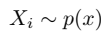 X_i ∼ p(x)